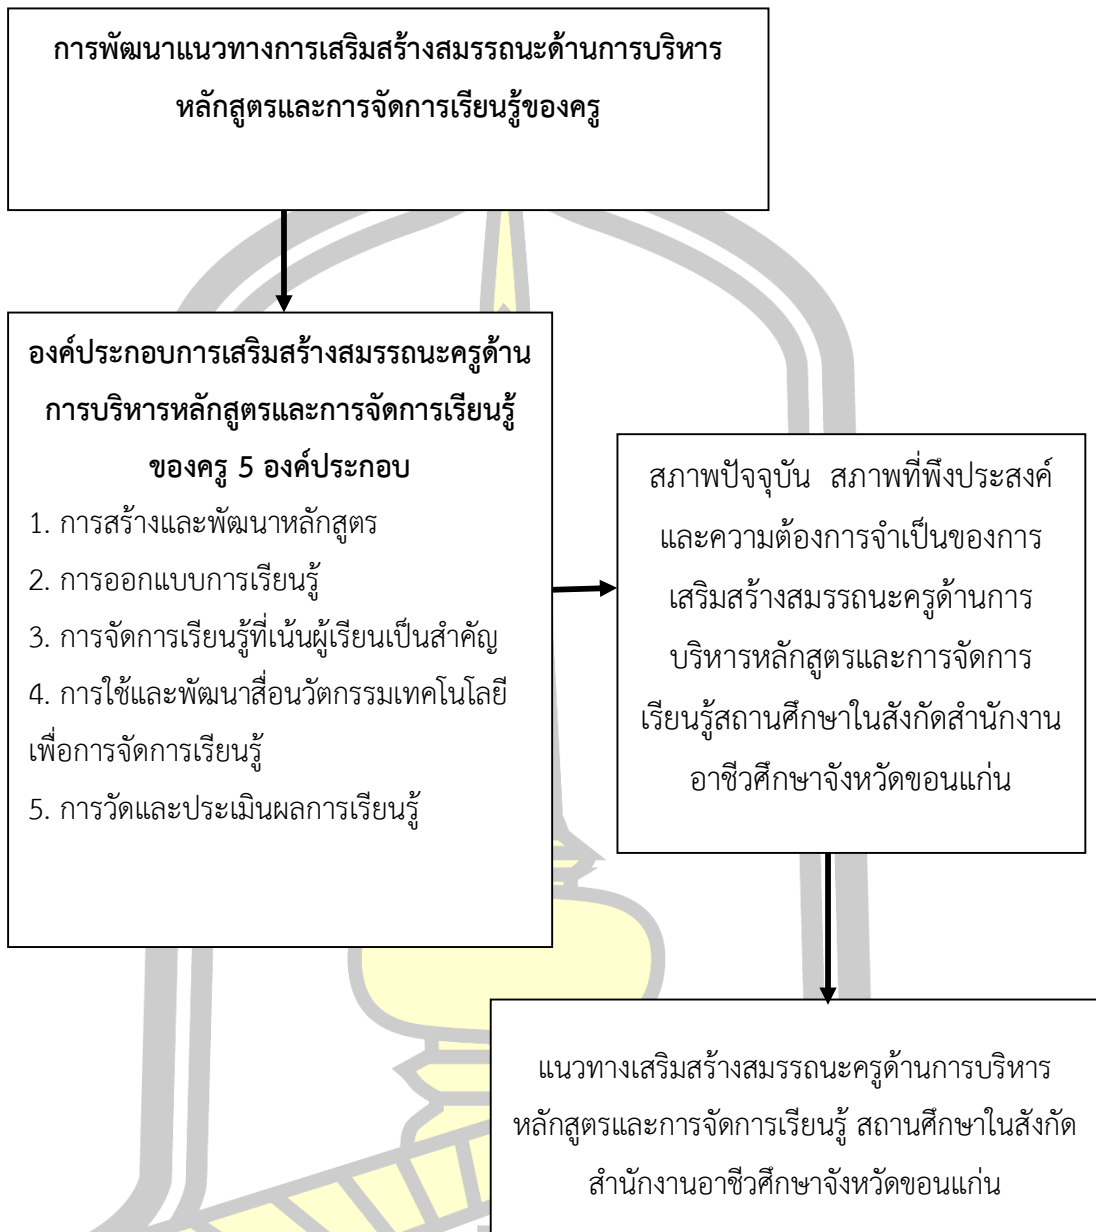 การพัฒนาแนวทางการเสริมสร้างสมรรถนะด้านการบริหาร
หลักสูตรและการจัดการเรียนรู้ของครู
องค์ประกอบการเสริมสร้างสมรรถนะครูด้าน
การบริหารหลักสูตรและการจัดการเรียนรู้
ของครู 5 องค์ประกอบ
1. การสร้างและพัฒนาหลักสูตร
2. การออกแบบการเรียนรู้
3. การจัดการเรียนรู้ที่เน้นผู้เรียนเป็นสำคัญ
4. การใช้และพัฒนาสื่อนวัตกรรมเทคโนโลยี
เพื่อการจัดการเรียนรู้
5. การวัดและประเมินผลการเรียนรู้
สภาพปัจจุบัน สภาพที่พึงประสงค์
และความต้องการจำเป็นของการ
เสริมสร้างสมรรถนะครูด้านการ
บริหารหลักสูตรและการจัดการ
เรียนรู้สถานศึกษาในสังกัดสำนักงาน
อาชีวศึกษาจังหวัดขอนแก่น
แนวทางเสริมสร้างสมรรถนะครูด้านการบริหาร
หลักสูตรและการจัดการเรียนรู้ สถานศึกษาในสังกัด
สำนักงานอาชีวศึกษาจังหวัดขอนแก่น